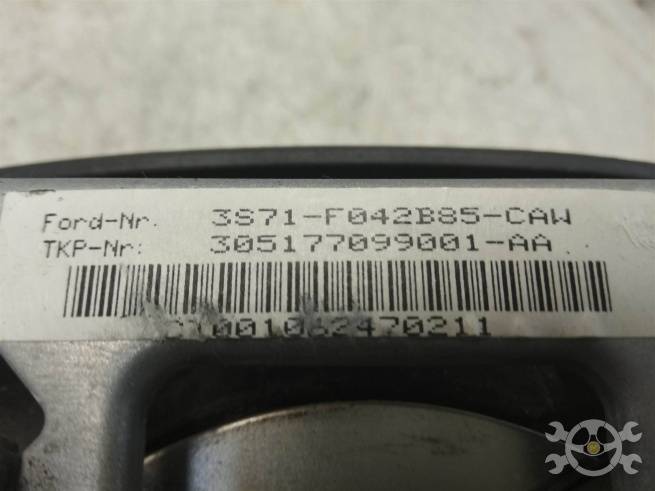 Ford-Nr. 3S71-F042B85-CAW
TKP-Nr: 305177099001-AA